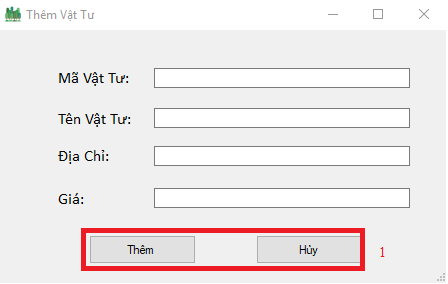 Thêm Vật Tư
Mã Vật Tư:
Tên Vật Tư:
Địa Chỉ:
Giá:
Thêm Hủy 1